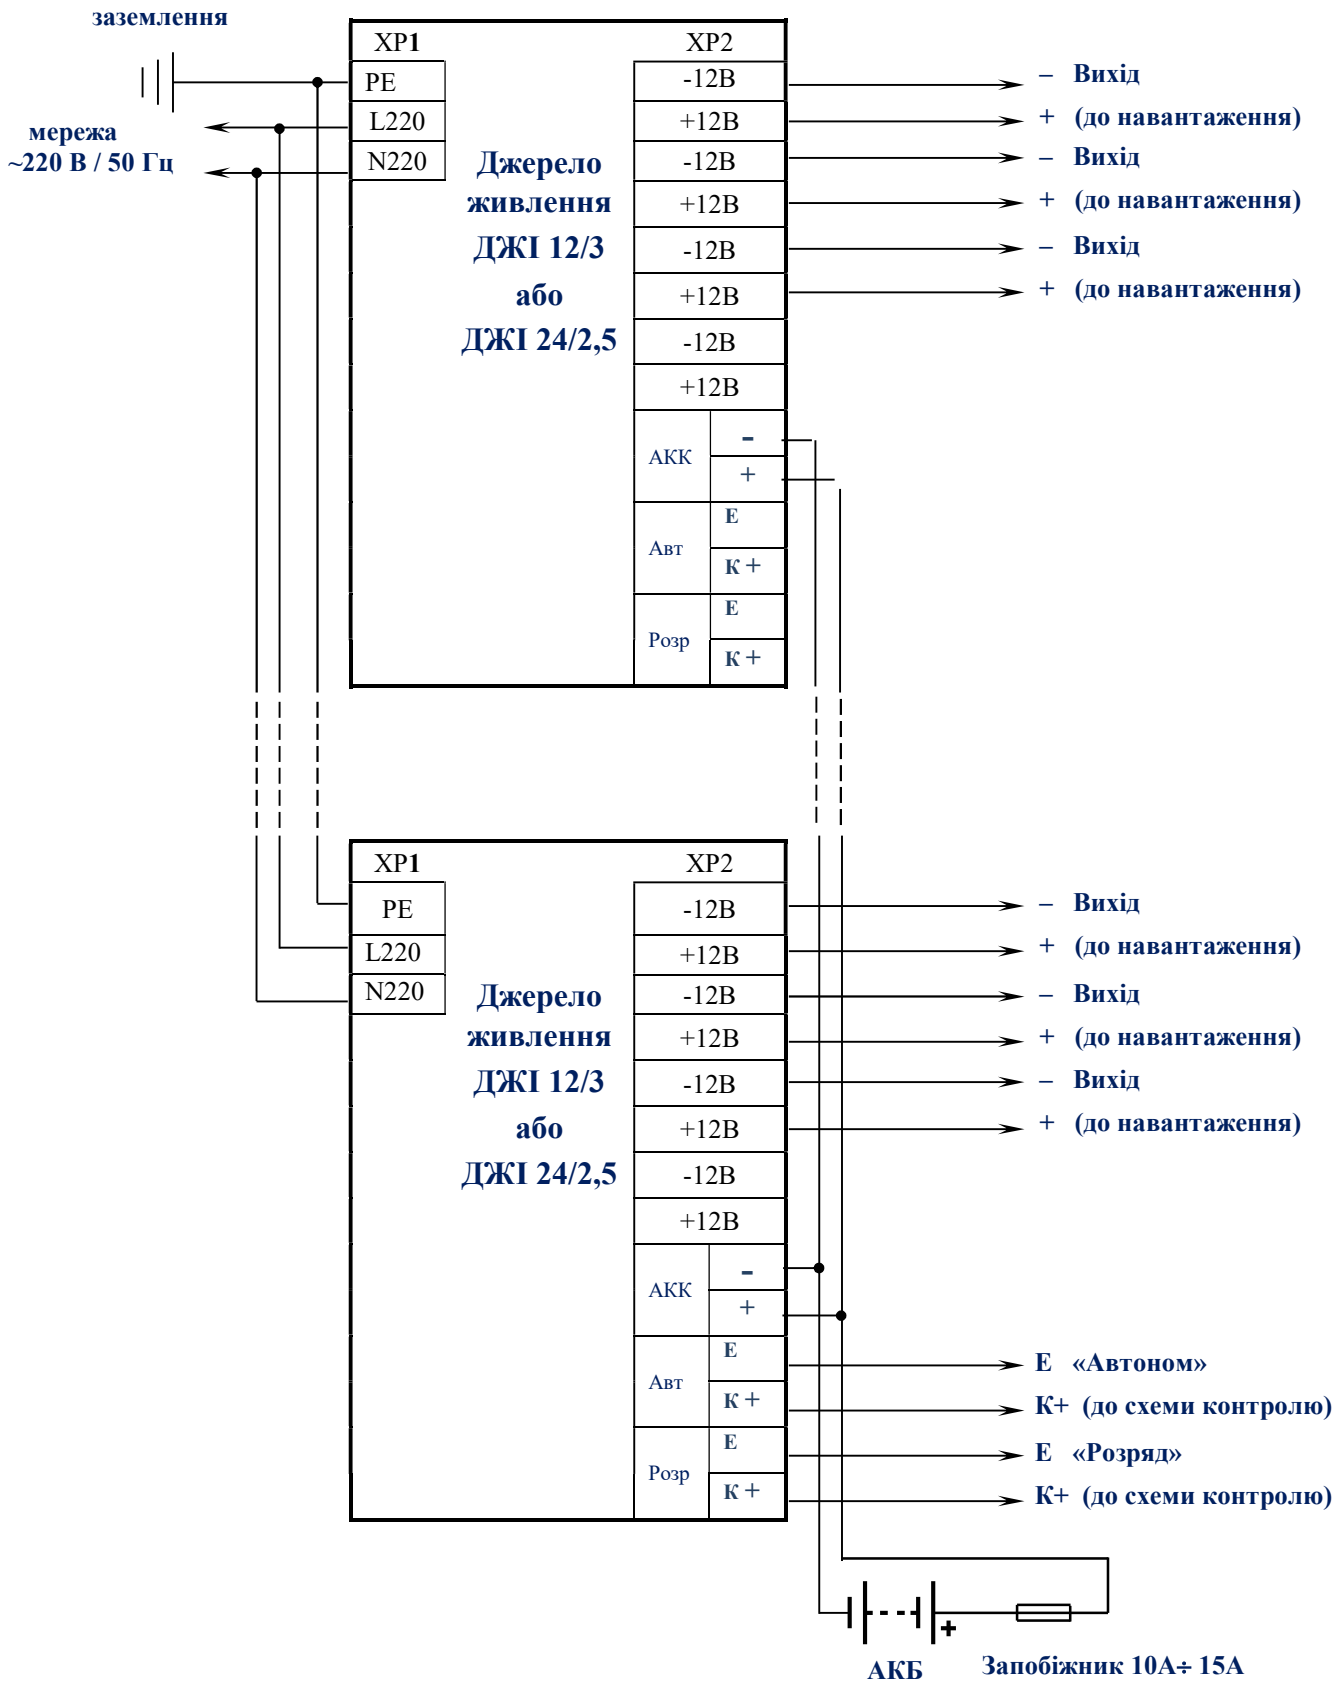 заземлення
XP1 XP2
PE -12В – Вихід
L220 +12В + (до навантаження)
мережа
~220 В / 50 Гц
N220 -12В – Вихід
+12В + (до навантаження)
-12В – Вихід
+12В + (до навантаження)
-12В
+12В
Джерело
живлення
ДЖІ 12/3
або
ДЖІ 24/2,5
АКК -
+
Авт Е
К +
Розр Е
К +
XP1 XP2
PE -12В – Вихід
L220 +12В + (до навантаження)
N220 -12В – Вихід
+12В + (до навантаження)
-12В – Вихід
+12В + (до навантаження)
-12В
+12В
Джерело
живлення
ДЖІ 12/3
або
ДЖІ 24/2,5
АКК -
+
Авт Е Е «Автоном»
К + К+ (до схеми контролю)
Розр Е Е «Розряд»
К + К+ (до схеми контролю)
+
АКБ Запобіжник 10А÷ 15А